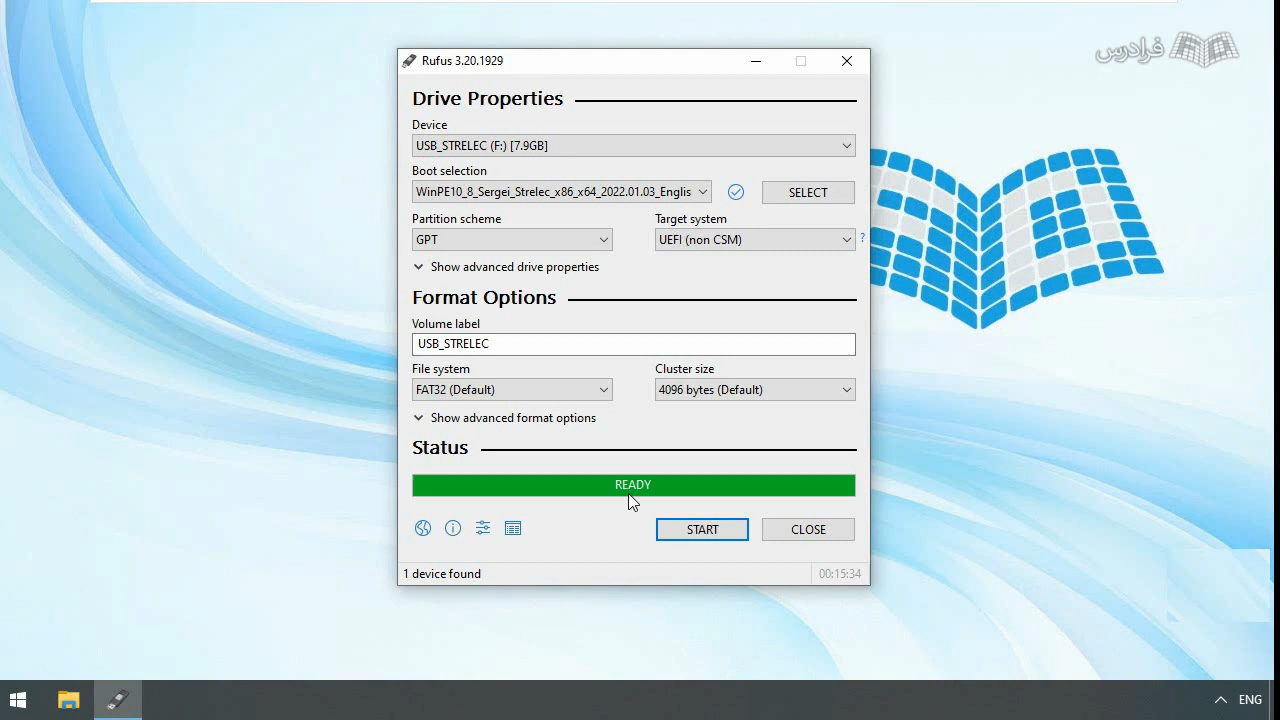 فرادرس
Rufus 3.20.1929
Drive Properties
Device
USB_STRELEC (F:) [7.9GB]
Boot selection
WinPE10_8_Sergei_Strelec_x86_x64_2022.01.03_Englis
SELECT
Partition scheme
Target system
GPT
UEFI (non CSM)
?
Show advanced drive properties
Format Options
Volume label
USB_STRELEC
File system
Cluster size
FAT32 (Default)
4096 bytes (Default)
Show advanced format options
Status
READY
START
CLOSE
1 device found
00:15:34
ENG